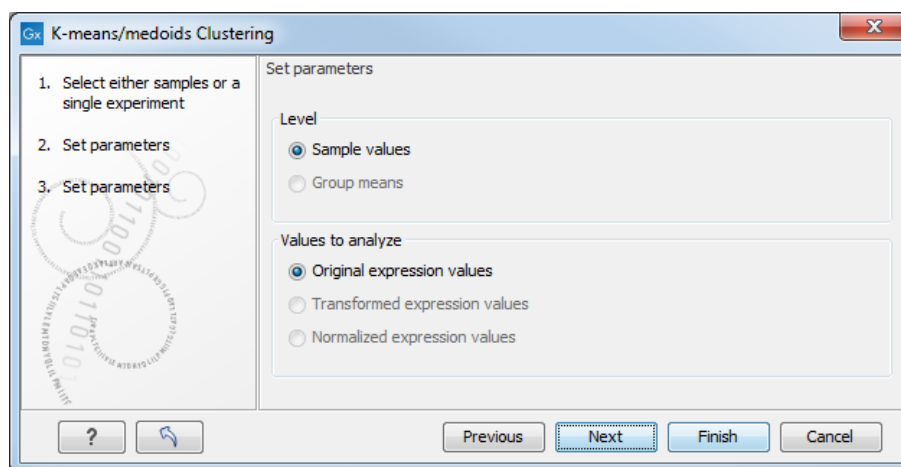 Gx K-means/medoids Clustering
1. Select either samples or a
single experiment
2. Set parameters
3. Set parameters
Set parameters
Level
Sample values
Group means
Values to analyze
Original expression values
Transformed expression values
Normalized expression values
?
Previous
Next
Finish
Cancel